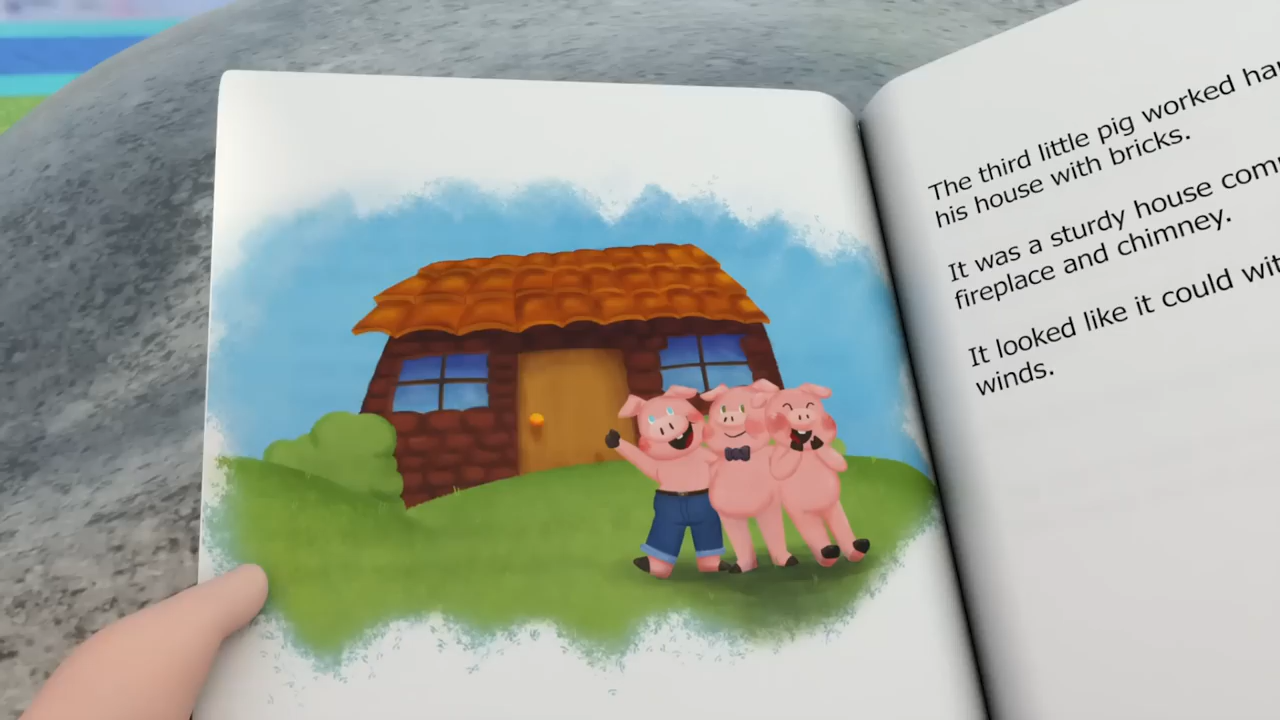 The third little pig worked
his house with bricks.
It was a sturdy house
fireplace and chimney.
It looked like it could
winds.